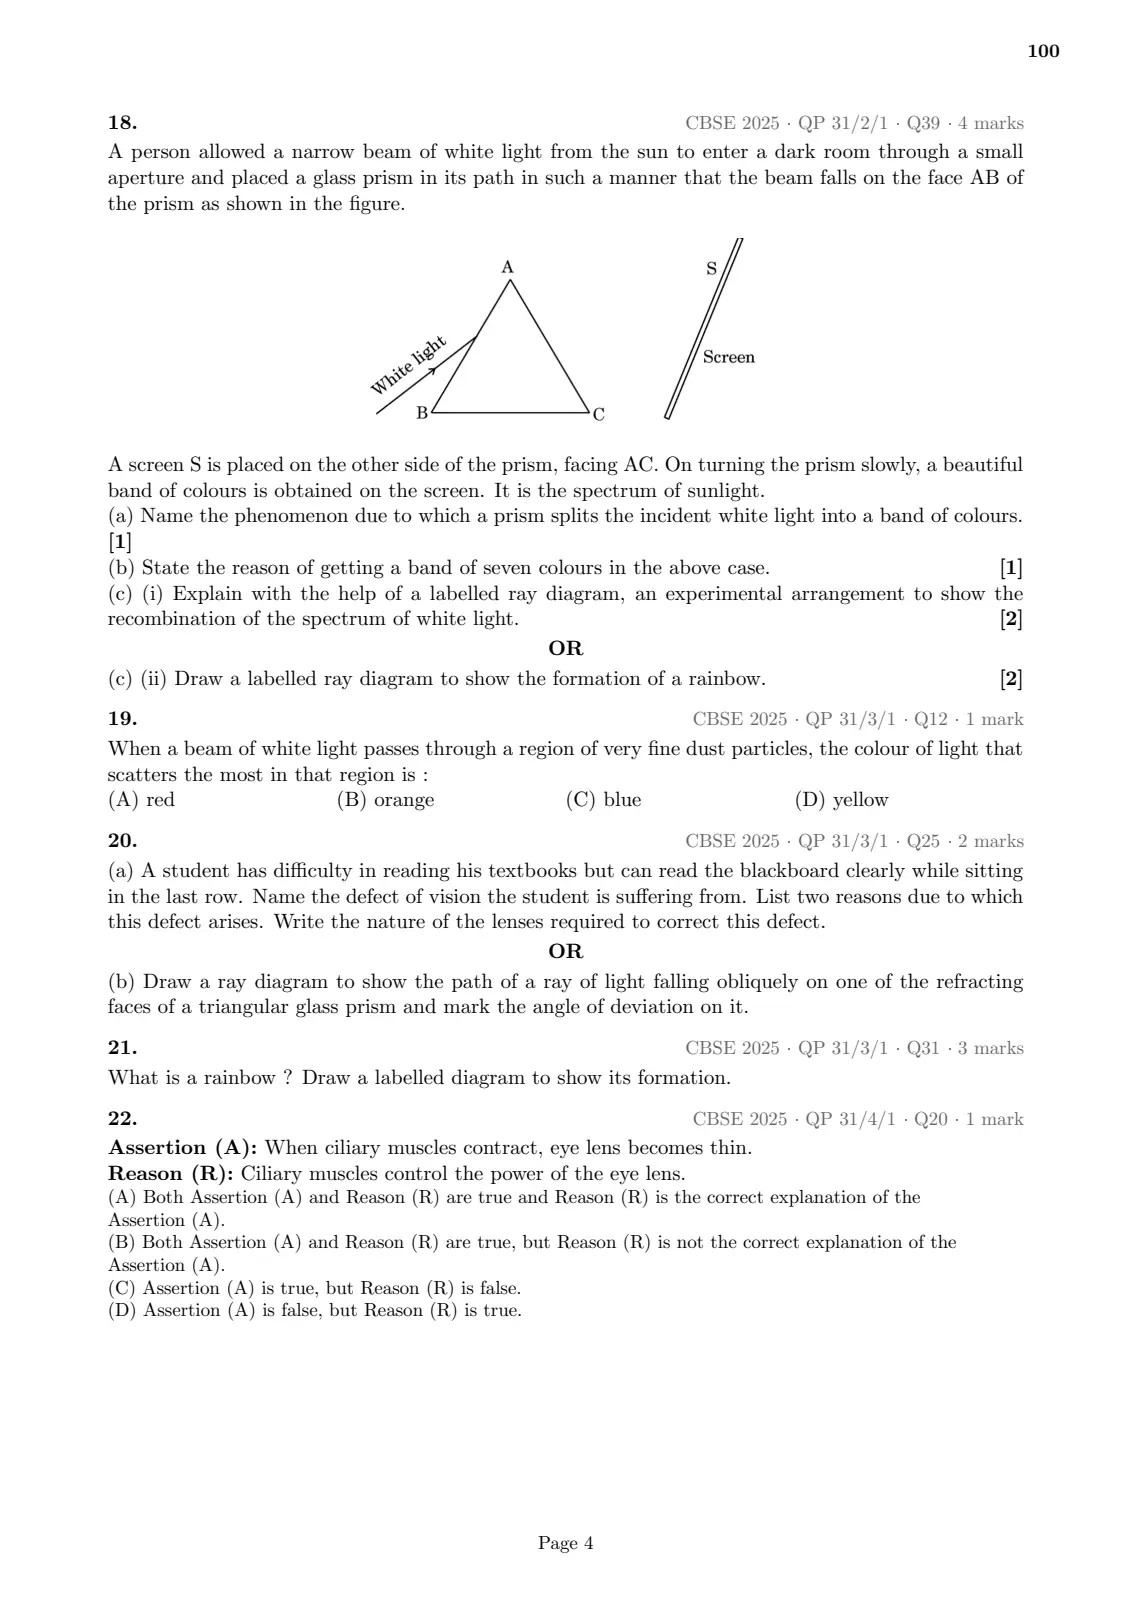 100
18. CBSE 2025 · QP 31/2/1 · Q39 · 4 marks
A person allowed a narrow beam of white light from the sun to enter a dark room through a small
aperture and placed a glass prism in its path in such a manner that the beam falls on the face AB of
the prism as shown in the figure.
A
S
White light
Screen
B
C
A screen S is placed on the other side of the prism, facing AC. On turning the prism slowly, a beautiful
band of colours is obtained on the screen. It is the spectrum of sunlight.
(a) Name the phenomenon due to which a prism splits the incident white light into a band of colours.
[1]
(b) State the reason of getting a band of seven colours in the above case. [1]
(c) (i) Explain with the help of a labelled ray diagram, an experimental arrangement to show the
recombination of the spectrum of white light. [2]
OR
(c) (ii) Draw a labelled ray diagram to show the formation of a rainbow. [2]
19. CBSE 2025 · QP 31/3/1 · Q12 · 1 mark
When a beam of white light passes through a region of very fine dust particles, the colour of light that
scatters the most in that region is :
(A) red (B) orange (C) blue (D) yellow
20. CBSE 2025 · QP 31/3/1 · Q25 · 2 marks
(a) A student has difficulty in reading his textbooks but can read the blackboard clearly while sitting
in the last row. Name the defect of vision the student is suffering from. List two reasons due to which
this defect arises. Write the nature of the lenses required to correct this defect.
OR
(b) Draw a ray diagram to show the path of a ray of light falling obliquely on one of the refracting
faces of a triangular glass prism and mark the angle of deviation on it.
21. CBSE 2025 · QP 31/3/1 · Q31 · 3 marks
What is a rainbow ? Draw a labelled diagram to show its formation.
22. CBSE 2025 · QP 31/4/1 · Q20 · 1 mark
Assertion (A): When ciliary muscles contract, eye lens becomes thin.
Reason (R): Ciliary muscles control the power of the eye lens.
(A) Both Assertion (A) and Reason (R) are true and Reason (R) is the correct explanation of the
Assertion (A).
(B) Both Assertion (A) and Reason (R) are true, but Reason (R) is not the correct explanation of the
Assertion (A).
(C) Assertion (A) is true, but Reason (R) is false.
(D) Assertion (A) is false, but Reason (R) is true.
Page 4